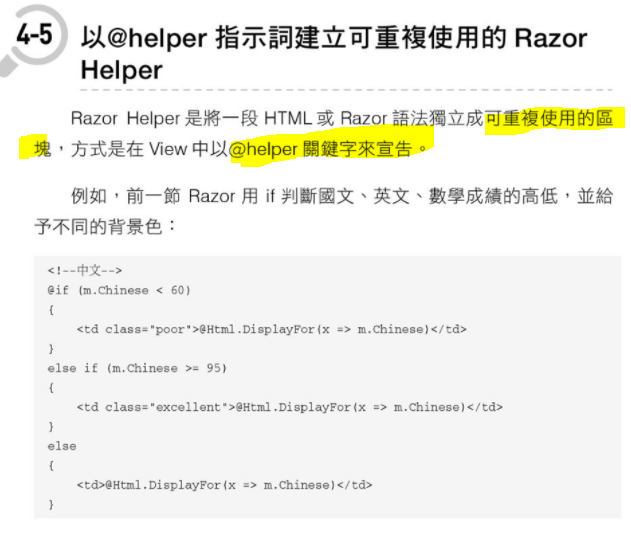 4-5 以@helper 指示詞建立可重複使用的 Razor
Helper
Razor Helper 是將一段 HTML 或 Razor 語法獨立成可重複使用的區
塊，方式是在 View 中以@helper 關鍵字來宣告。
例如，前一節 Razor 用 if 判斷國文、英文、數學成績的高低，並給
予不同的背景色：
<!--中文-->
@if (m.Chinese < 60)
{
<td class="poor">@Html.DisplayFor(x => m.Chinese)</td>
}
else if (m.Chinese >= 95)
{
<td class="excellent">@Html.DisplayFor(x => m.Chinese)</td>
}
else
{
<td>@Html.DisplayFor(x => m.Chinese)</td>
}